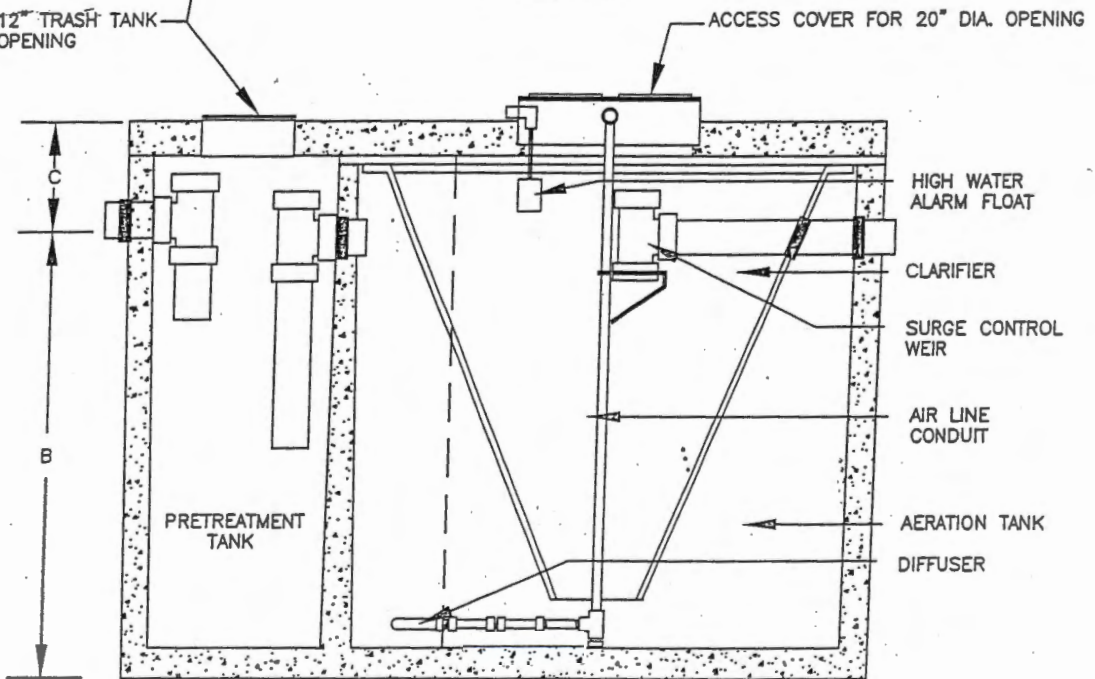 12" TRASH TANK
OPENING
ACCESS COVER FOR 20" DIA. OPENING
C
HIGH WATER
ALARM FLOAT
CLARIFIER
SURGE CONTROL
WEIR
AIR LINE
CONDUIT
B
PRETREATMENT
TANK
AERATION TANK
DIFFUSER